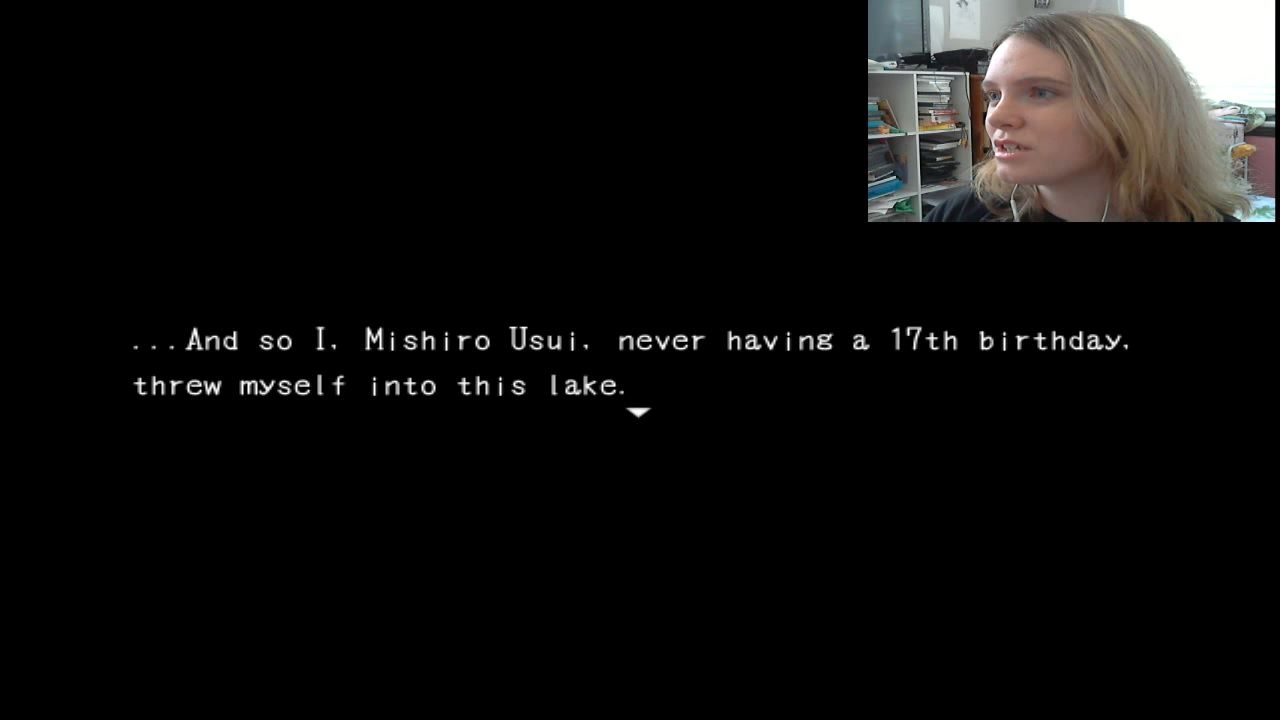 ...And so I, Mishiro Usui, never having a 17th birthday,
threw myself into this lake.